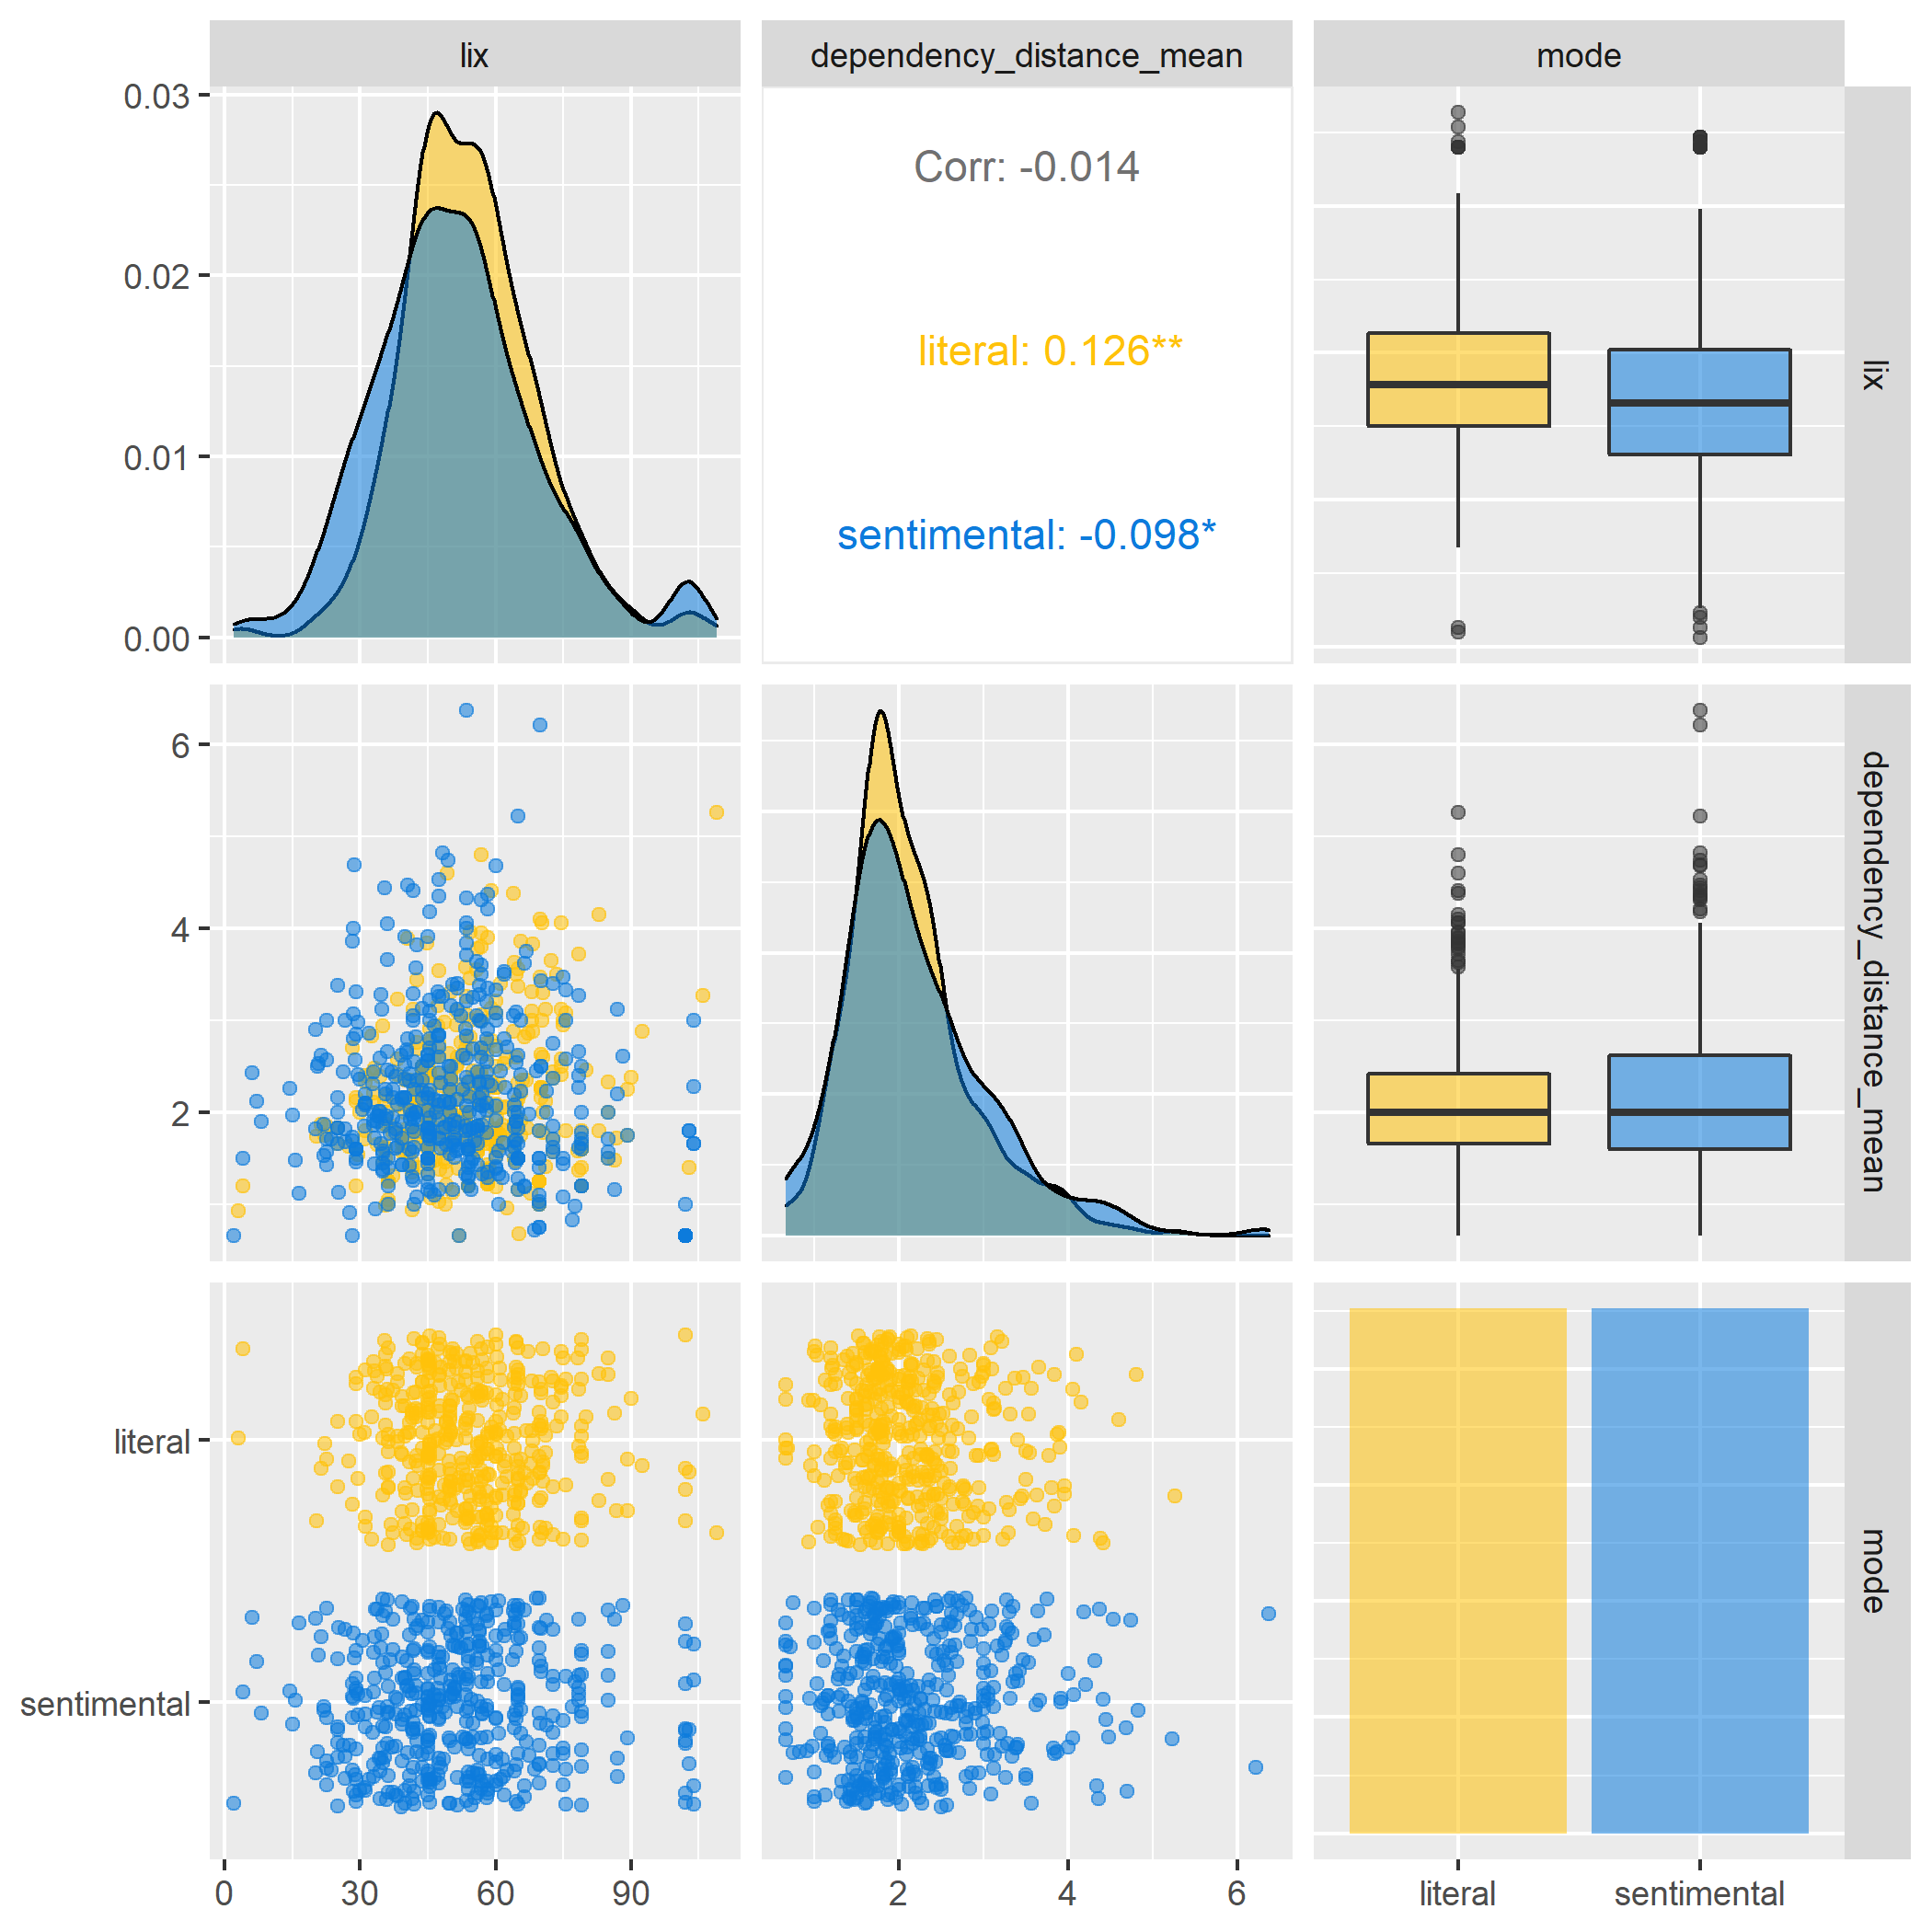 lix
dependency_distance_mean
mode
0.03
0.02
0.01
0.00
Corr: -0.014
literal: 0.126**
sentimental: -0.098*
lix
6
4
2
dependency_distance_mean
literal
sentimental
mode
0
30
60
90
2
4
6
literal
sentimental